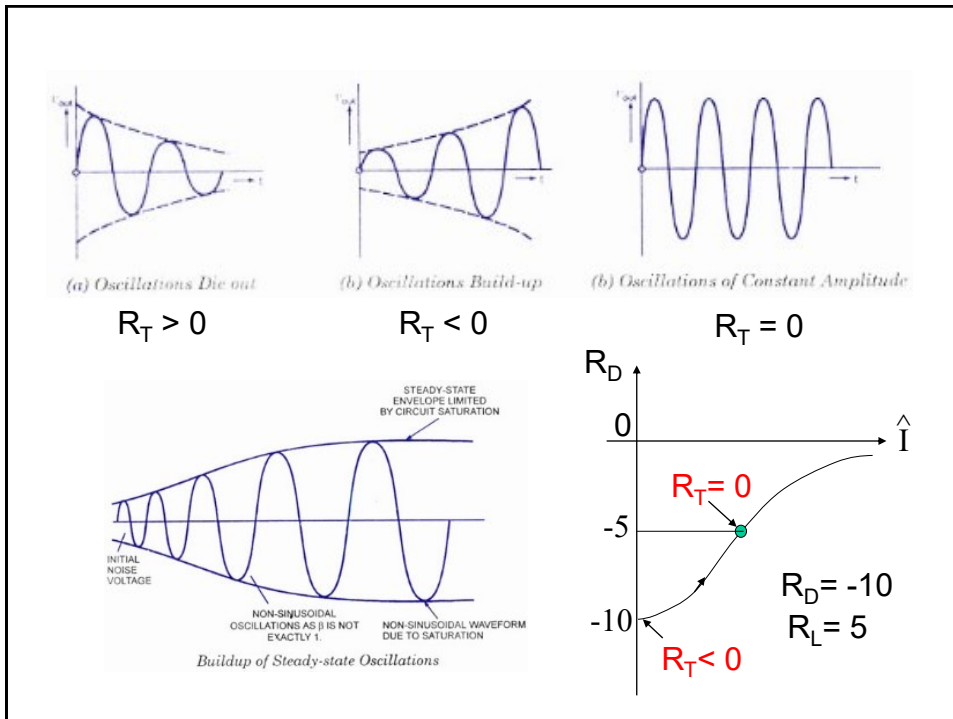 v_out
t
(a) Oscillations Die out
R_T > 0
v_out
t
(b) Oscillations Build-up
R_T < 0
v_out
t
(b) Oscillations of Constant Amplitude
R_T = 0
STEADY-STATE
ENVELOPE LIMITED
BY CIRCUIT SATURATION
INITIAL
NOISE
VOLTAGE
NON-SINUSOIDAL
OSCILLATIONS AS β IS NOT
EXACTLY 1.
NON-SINUSOIDAL WAVEFORM
DUE TO SATURATION
Buildup of Steady-state Oscillations
R_D
0
Î
R_T= 0
-5
-10
R_T< 0
R_D= -10
R_L= 5